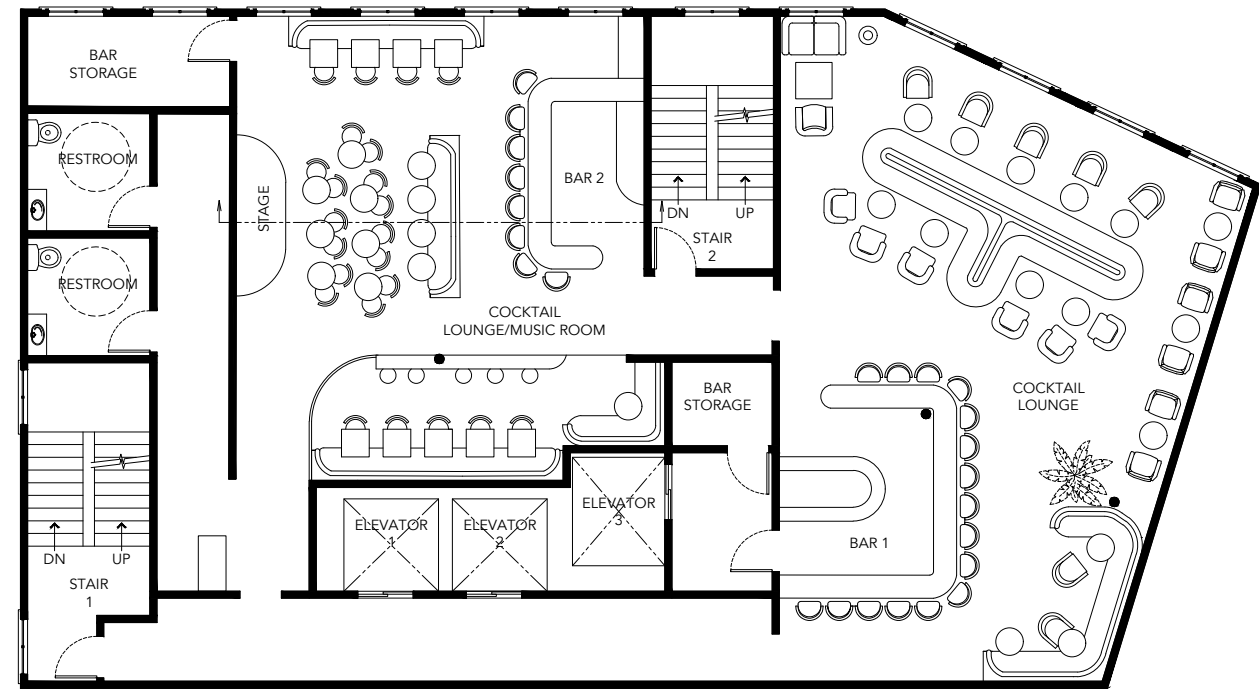 BAR
STORAGE
RESTROOM
STAGE
BAR 2
DN
UP
STAIR
2
RESTROOM
COCKTAIL
LOUNGE/MUSIC ROOM
BAR
STORAGE
COCKTAIL
LOUNGE
ELEVATOR
1
ELEVATOR
2
ELEVATOR
3
BAR 1
DN
UP
STAIR
1